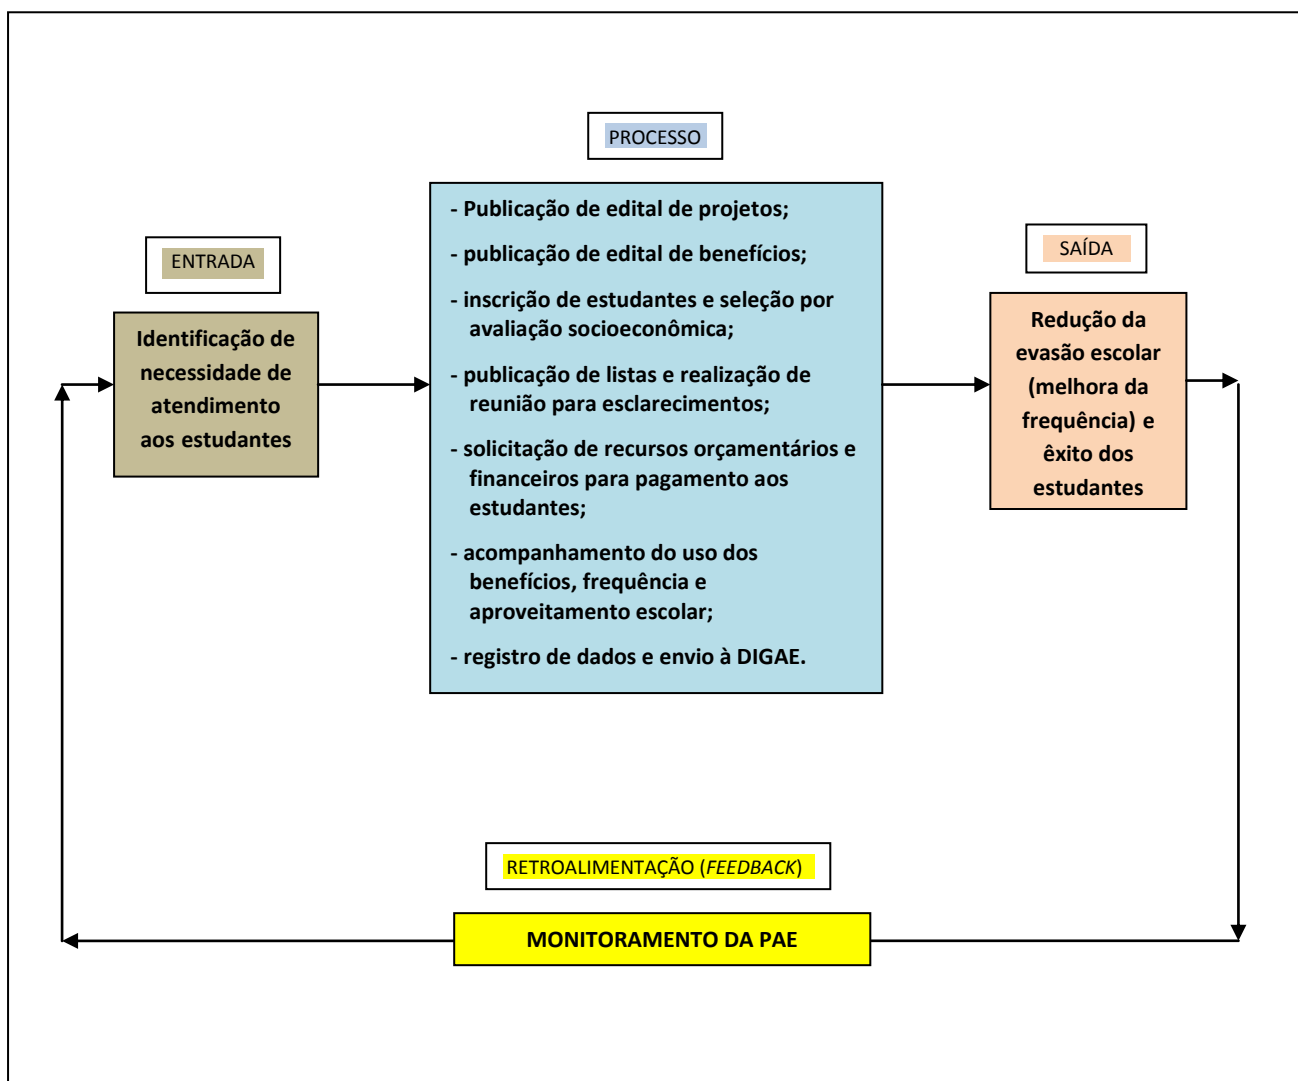 PROCESSO
- Publicação de edital de projetos;
- publicação de edital de benefícios;
- inscrição de estudantes e seleção por
avaliação socioeconômica;
- publicação de listas e realização de
reunião para esclarecimentos;
- solicitação de recursos orçamentários e
financeiros para pagamento aos
estudantes;
- acompanhamento do uso dos
benefícios, frequência e
aproveitamento escolar;
- registro de dados e envio à DIGAE.
ENTRADA
Identificação de
necessidade de
atendimento
aos estudantes
SAÍDA
Redução da
evasão escolar
(melhora da
frequência) e
êxito dos
estudantes
RETROALIMENTAÇÃO (FEEDBACK)
MONITORAMENTO DA PAE